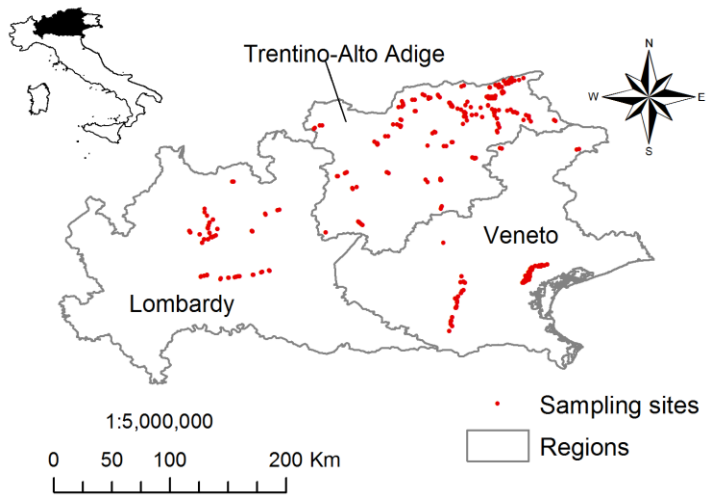 Trentino-Alto Adige
N
W E
S
Veneto
Lombardy
Sampling sites
1:5,000,000
Regions
0 50 100 200 Km